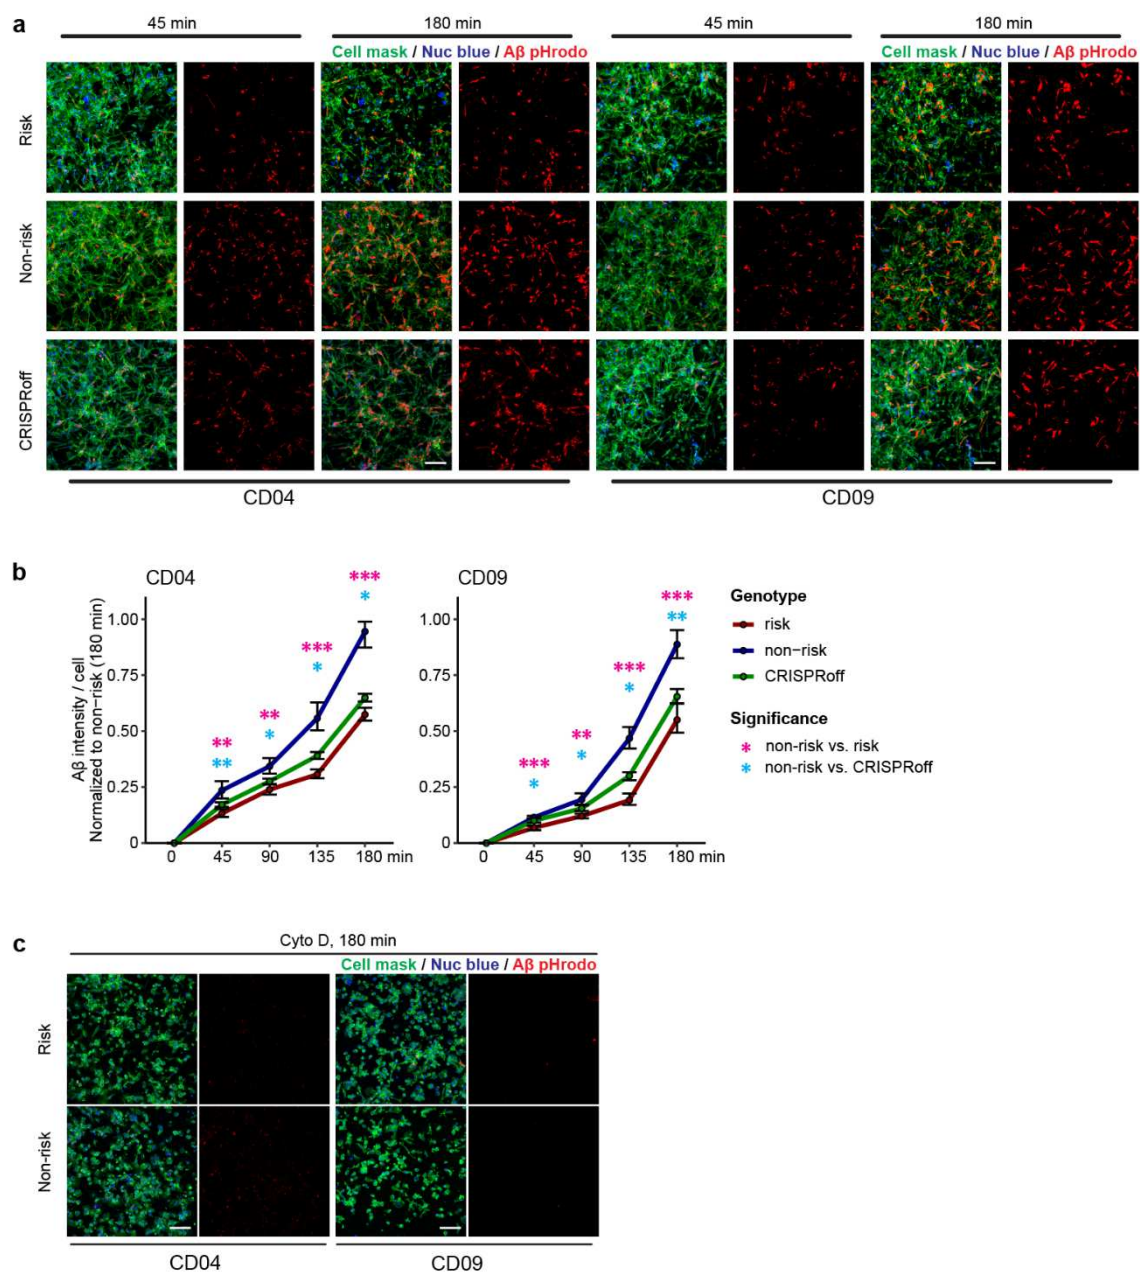 a
45 min 180 min 45 min 180 min
Cell mask / Nuc blue / Aβ pHrodo Cell mask / Nuc blue / Aβ pHrodo
Risk
Non-risk
CRISPRoff
CD04 CD09
b
CD04 CD09
Aβ intensity / cell
Normalized to non-risk (180 min)
1.00
0.75
0.50
0.25
0
0 45 90 135 180 min
** ** *** ***
** * * *
1.00
0.75
0.50
0.25
0
0 45 90 135 180 min
*** ** *** ***
* * * **
Genotype
risk
non−risk
CRISPRoff
Significance
* non-risk vs. risk
* non-risk vs. CRISPRoff
c
Cyto D, 180 min
Cell mask / Nuc blue / Aβ pHrodo
Risk
Non-risk
CD04 CD09